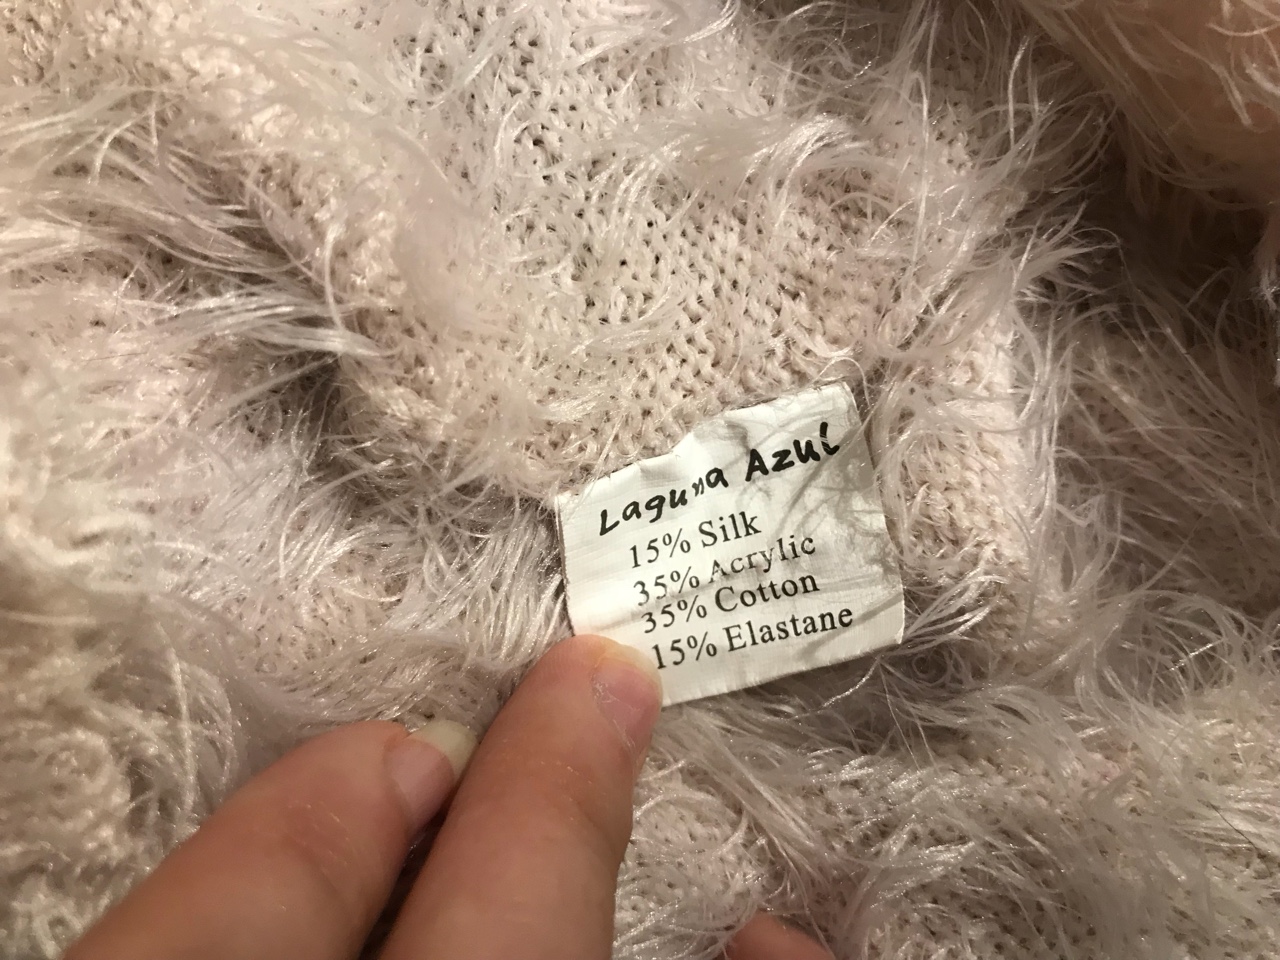 Laguna Azul
15% Silk
35% Acrylic
35% Cotton
15% Elastane